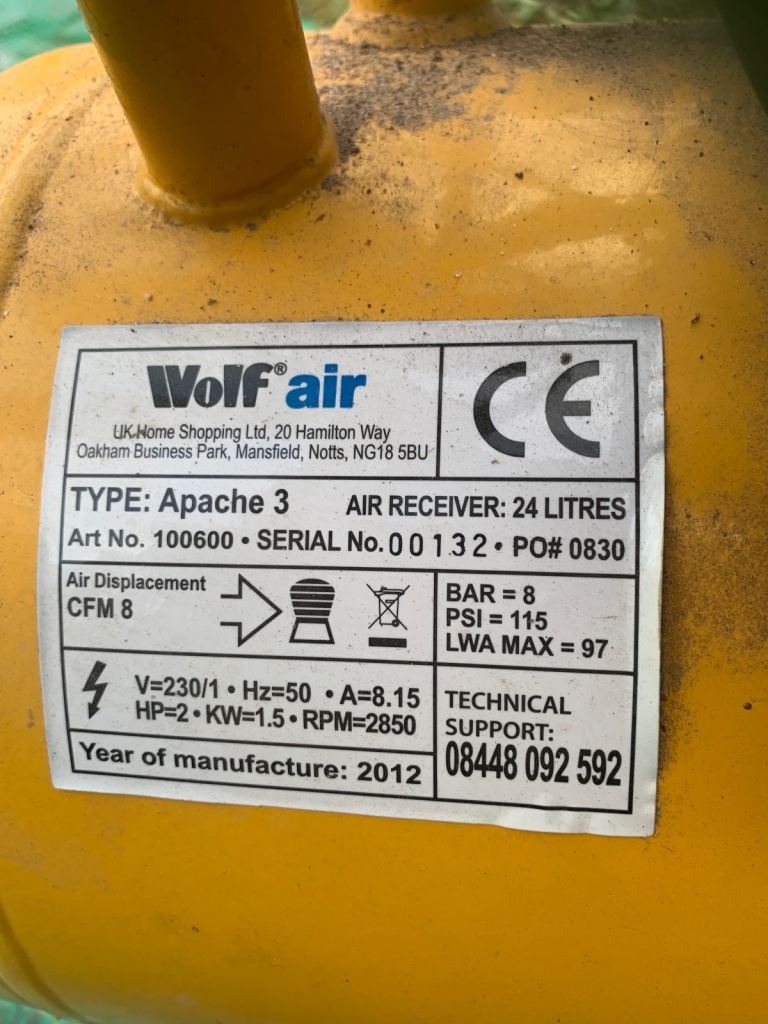 Wolf® air
UK Home Shopping Ltd, 20 Hamilton Way
Oakham Business Park, Mansfield, Notts, NG18 5BU
CE
TYPE: Apache 3 AIR RECEIVER: 24 LITRES
Art No. 100600 • SERIAL No. 00132 • PO# 0830
Air Displacement
CFM 8
BAR = 8
PSI = 115
LWA MAX = 97
V=230/1 • Hz=50 • A=8.15
HP=2 • KW=1.5 • RPM=2850
Year of manufacture: 2012
TECHNICAL
SUPPORT:
08448 092 592